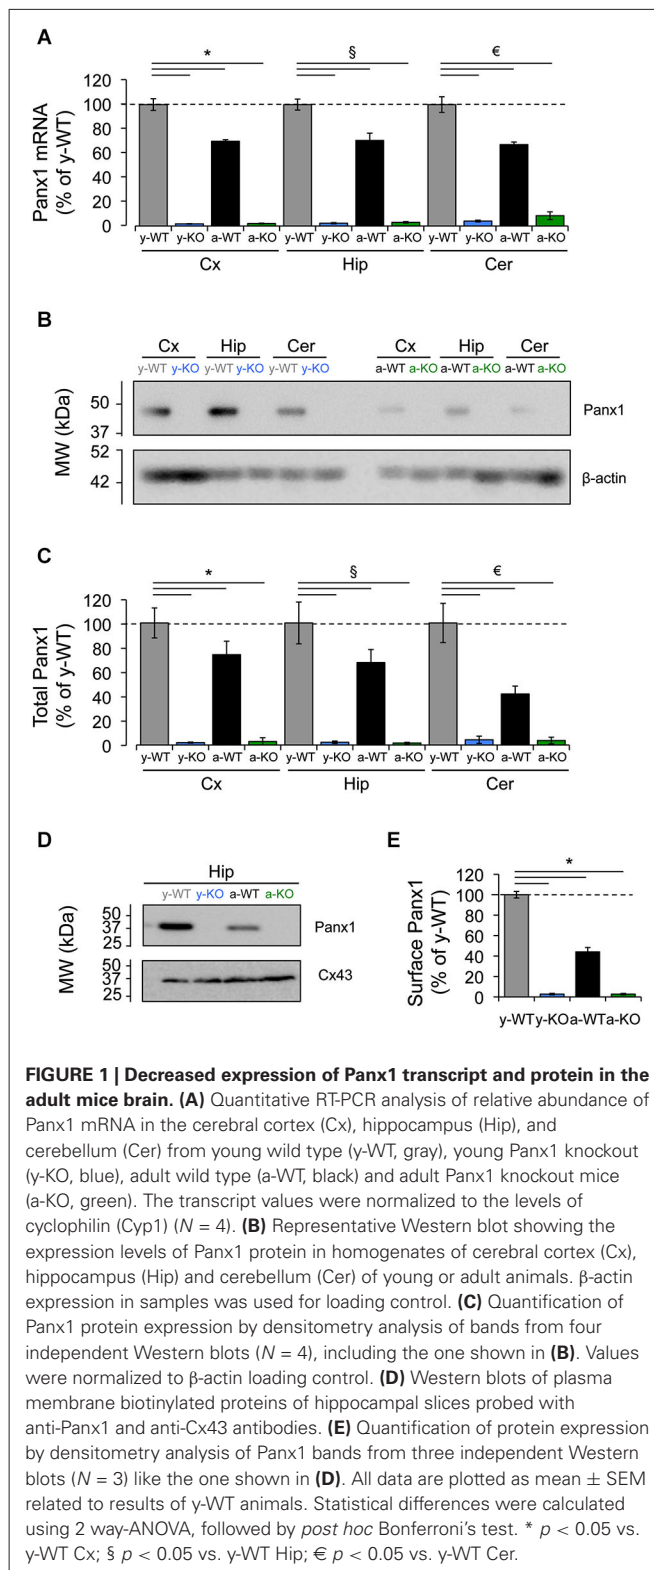 A
* § €
120
100
80
60
40
20
0
Panx1 mRNA
(% of y-WT)
y-WT y-KO a-WT a-KO y-WT y-KO a-WT a-KO y-WT y-KO a-WT a-KO
Cx Hip Cer
B
Cx Hip Cer Cx Hip Cer
y-WT y-KO y-WT y-KO y-WT y-KO a-WT a-KO a-WT a-KO a-WT a-KO
MW (kDa)
50
37
Panx1
52
42
β-actin
C
* § €
120
100
80
60
40
20
0
Total Panx1
(% of y-WT)
y-WT y-KO a-WT a-KO y-WT y-KO a-WT a-KO y-WT y-KO a-WT a-KO
Cx Hip Cer
D
Hip
y-WT y-KO a-WT a-KO
MW (kDa)
50
37
25
Panx1
50
37
25
Cx43
E
*
120
100
80
60
40
20
0
Surface Panx1
(% of y-WT)
y-WT y-KO a-WT a-KO
FIGURE 1 | Decreased expression of Panx1 transcript and protein in the
adult mice brain. (A) Quantitative RT-PCR analysis of relative abundance of
Panx1 mRNA in the cerebral cortex (Cx), hippocampus (Hip), and
cerebellum (Cer) from young wild type (y-WT, gray), young Panx1 knockout
(y-KO, blue), adult wild type (a-WT, black) and adult Panx1 knockout mice
(a-KO, green). The transcript values were normalized to the levels of
cyclophilin (Cyp1) (N = 4). (B) Representative Western blot showing the
expression levels of Panx1 protein in homogenates of cerebral cortex (Cx),
hippocampus (Hip) and cerebellum (Cer) of young or adult animals. β-actin
expression in samples was used for loading control. (C) Quantification of
Panx1 protein expression by densitometry analysis of bands from four
independent Western blots (N = 4), including the one shown in (B). Values
were normalized to β-actin loading control. (D) Western blots of plasma
membrane biotinylated proteins of hippocampal slices probed with
anti-Panx1 and anti-Cx43 antibodies. (E) Quantification of protein expression
by densitometry analysis of Panx1 bands from three independent Western
blots (N = 3) like the one shown in (D). All data are plotted as mean ± SEM
related to results of y-WT animals. Statistical differences were calculated
using 2 way-ANOVA, followed by post hoc Bonferroni's test. * p < 0.05 vs.
y-WT Cx; § p < 0.05 vs. y-WT Hip; € p < 0.05 vs. y-WT Cer.